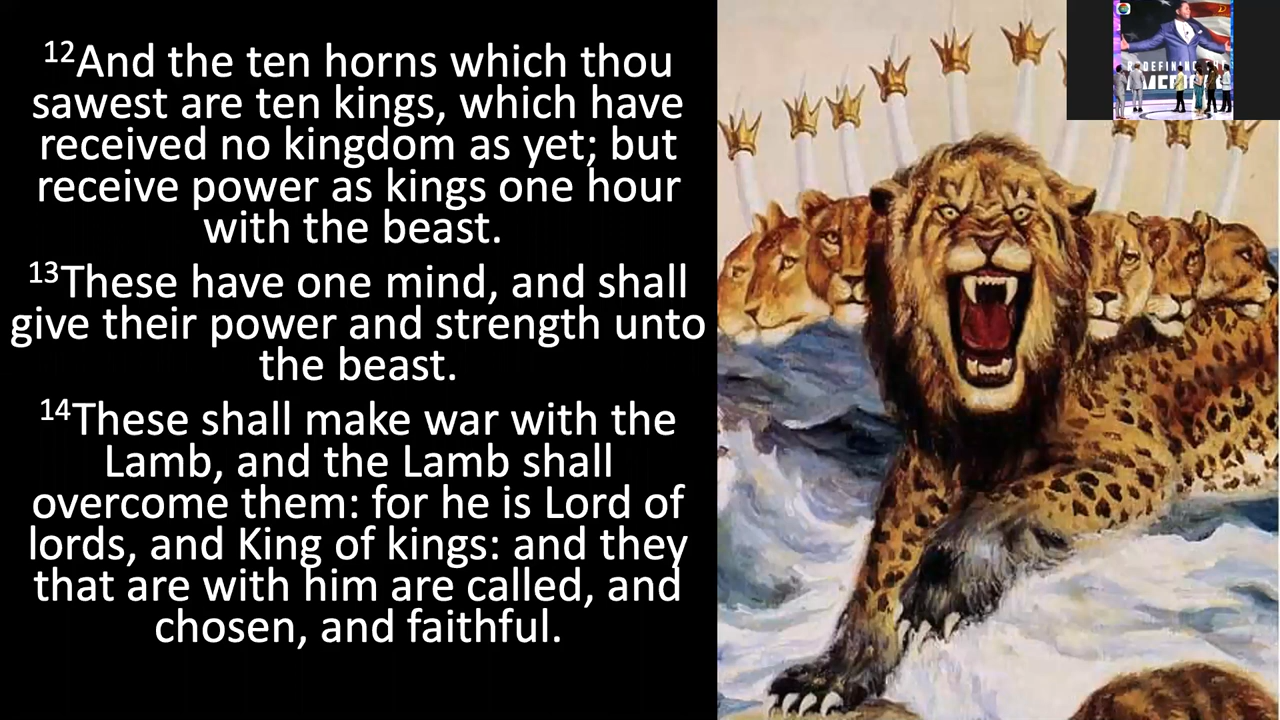 12And the ten horns which thou
sawest are ten kings, which have
received no kingdom as yet; but
receive power as kings one hour
with the beast.
13These have one mind, and shall
give their power and strength unto
the beast.
14These shall make war with the
Lamb, and the Lamb shall
overcome them: for he is Lord of
lords, and King of kings: and they
that are with him are called, and
chosen, and faithful.